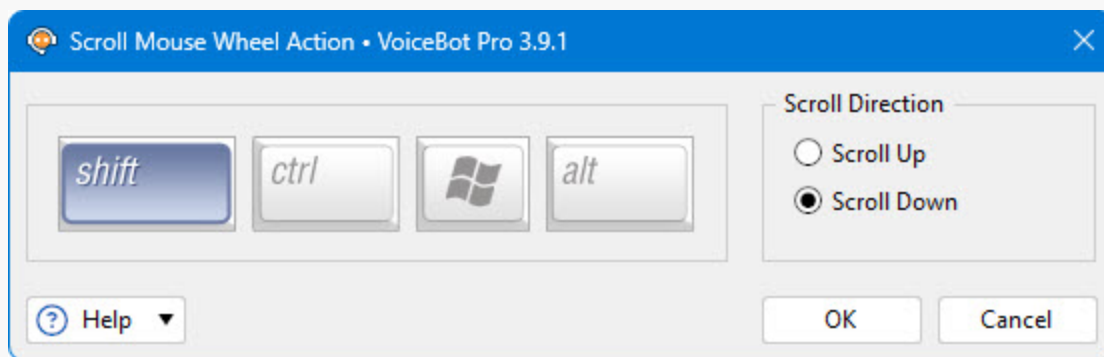 Scroll Mouse Wheel Action • VoiceBot Pro 3.9.1
shift ctrl alt
Scroll Direction
Scroll Up
Scroll Down
? Help
OK Cancel